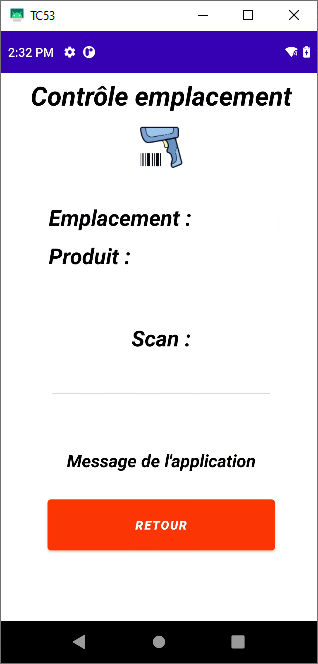 TC53
2:32 PM
Contrôle emplacement
Emplacement :
Produit :
Scan :
Message de l'application
RETOUR